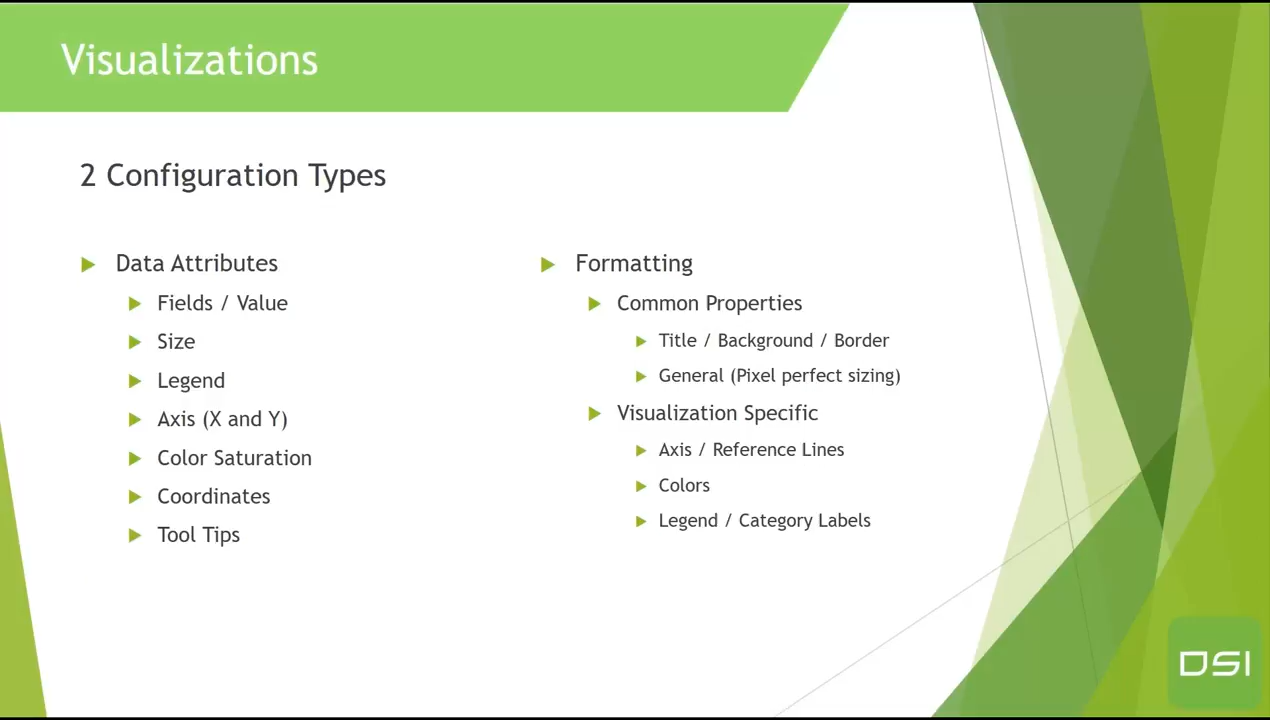 Visualizations
2 Configuration Types
Data Attributes
Fields / Value
Size
Legend
Axis (X and Y)
Color Saturation
Coordinates
Tool Tips
Formatting
Common Properties
Title / Background / Border
General (Pixel perfect sizing)
Visualization Specific
Axis / Reference Lines
Colors
Legend / Category Labels
DSI